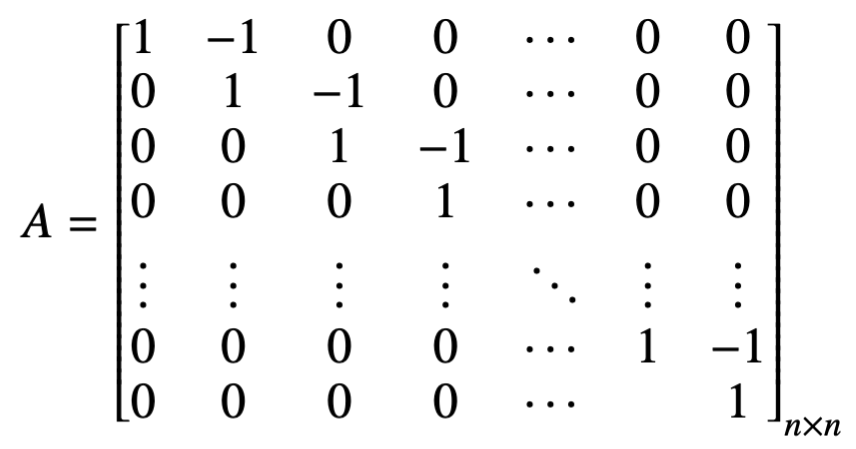 1 −1 0 0 ⋯ 0 0
0 1 −1 0 ⋯ 0 0
0 0 1 −1 ⋯ 0 0
0 0 0 1 ⋯ 0 0
A =
⋮ ⋮ ⋮ ⋮ ⋱ ⋮ ⋮
0 0 0 0 ⋯ 1 −1
0 0 0 0 ⋯ 1
n×n